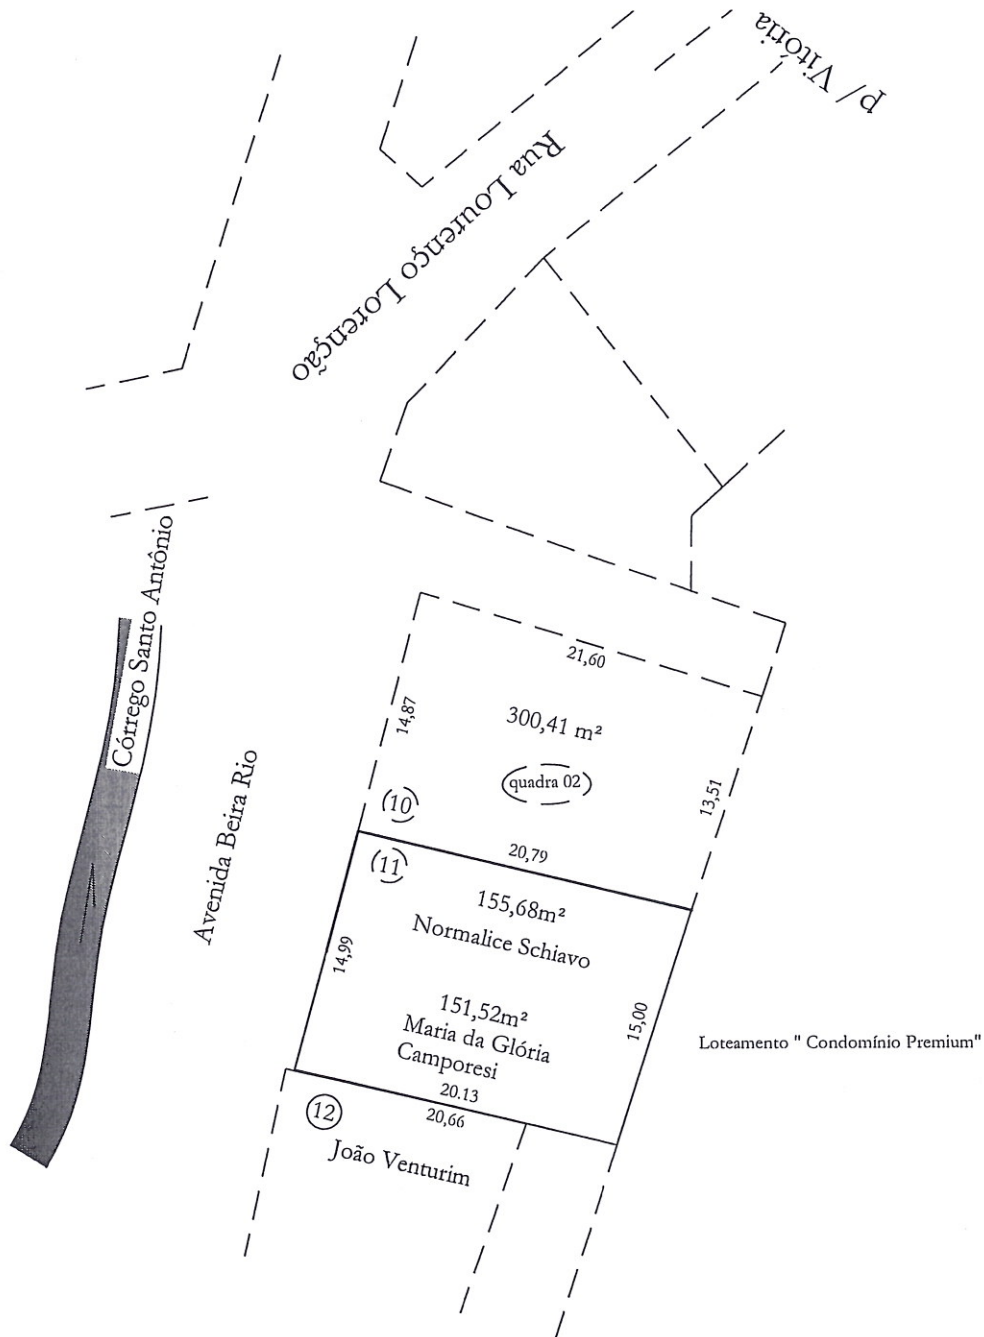 p/ Vitória
Rua Lourenço Lorenção
Córrego Santo Antônio
Avenida Beira Rio
21,60
14,87
300,41 m²
quadra 02
13,51
(10)
20,79
(11)
155,68m²
Normalice Schiavo
14,99
151,52m²
Maria da Glória
Camporesi
15,00
Loteamento " Condomínio Premium"
20.13
20,66
12
João Venturim